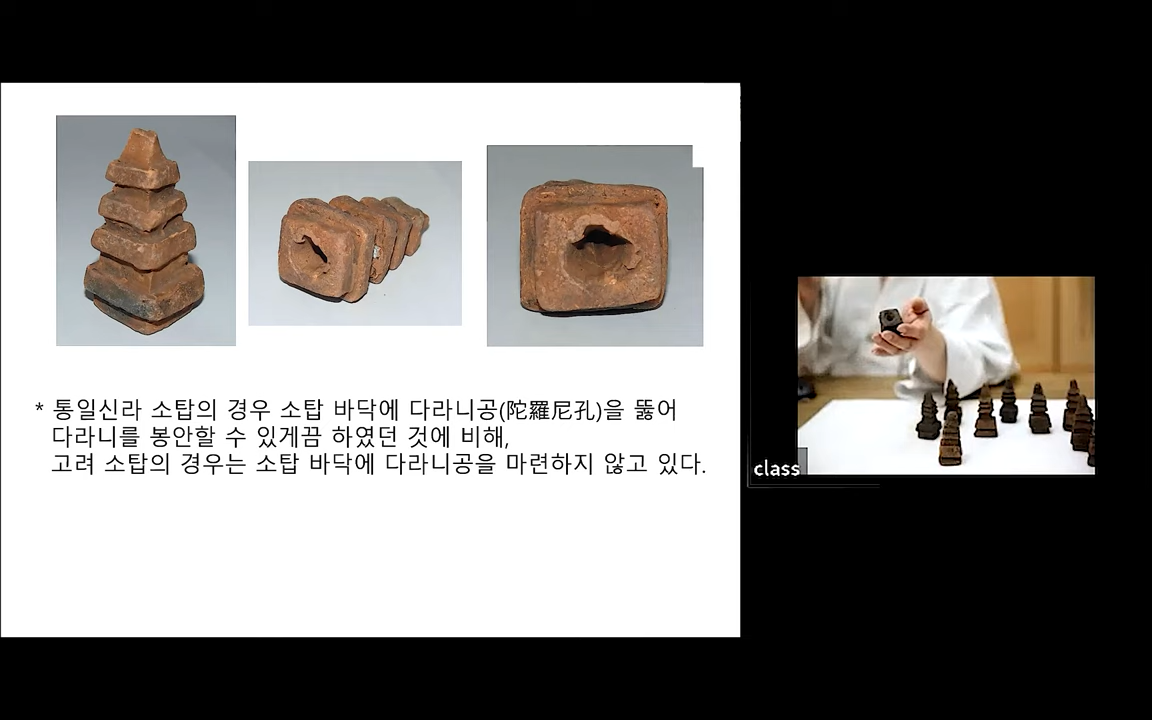 * 통일신라 소탑의 경우 소탑 바닥에 다라니공(陀羅尼孔)을 뚫어
다라니를 봉안할 수 있게끔 하였던 것에 비해,
고려 소탑의 경우는 소탑 바닥에 다라니공을 마련하지 않고 있다.
class